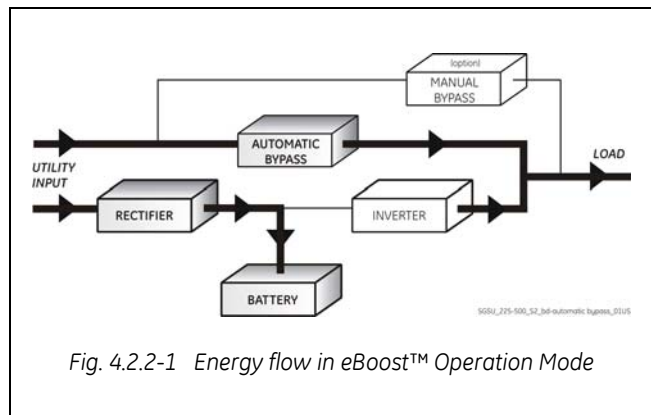 (option)
MANUAL
BYPASS
AUTOMATIC
BYPASS
LOAD
UTILITY
INPUT
RECTIFIER
INVERTER
BATTERY
SGSU_225-500_S2_bd-automatic bypass_01US
Fig. 4.2.2-1 Energy flow in eBoost™ Operation Mode